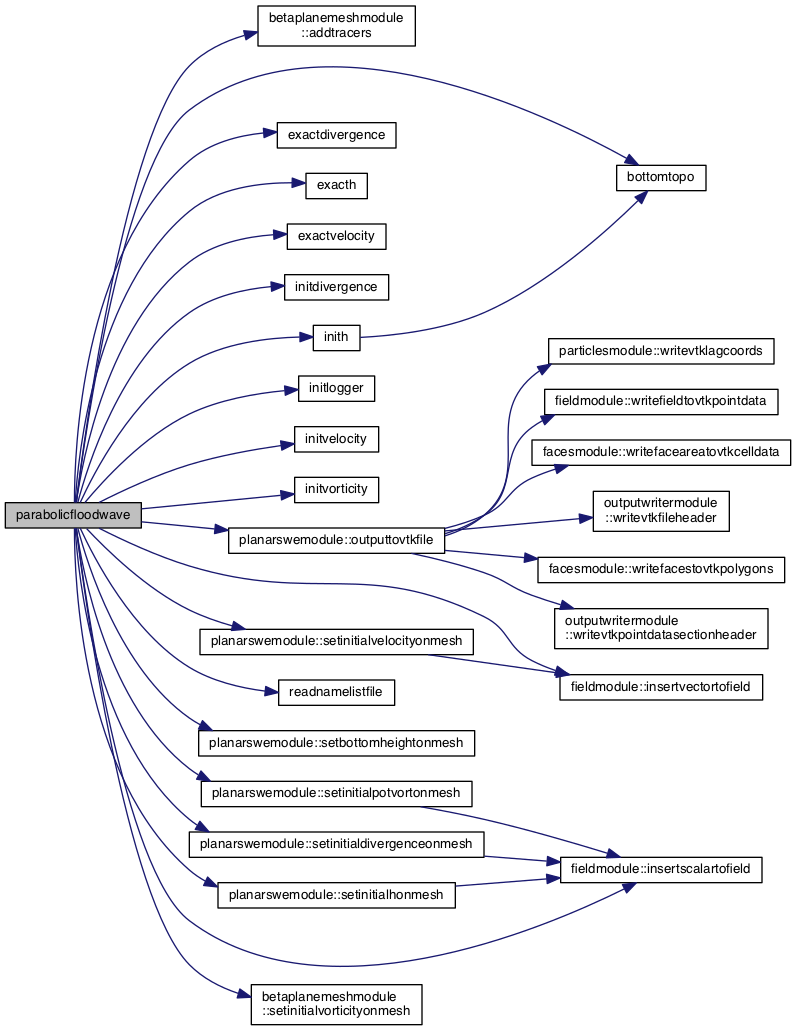 betaplanemeshmodule
::addtracers
exactdivergence
bottomtopo
exacth
exactvelocity
initdivergence
inith
particlesmodule::writevtklagcoords
initlogger
fieldmodule::writefieldtovtkpointdata
initvelocity
facesmodule::writefaceareatovtkcelldata
initvorticity
outputwritermodule
::writevtkfileheader
parabolicfloodwave
planarswemodule::outputtovtkfile
facesmodule::writefacestovtkpolygons
outputwritermodule
::writevtkpointdatasectionheader
planarswemodule::setinitialvelocityonmesh
readnamelistfile
fieldmodule::insertvectortofield
planarswemodule::setbottomheightonmesh
planarswemodule::setinitialpotvortonmesh
planarswemodule::setinitialdivergenceonmesh
fieldmodule::insertscalartofield
planarswemodule::setinitialhonmesh
betaplanemeshmodule
::setinitialvorticityonmesh